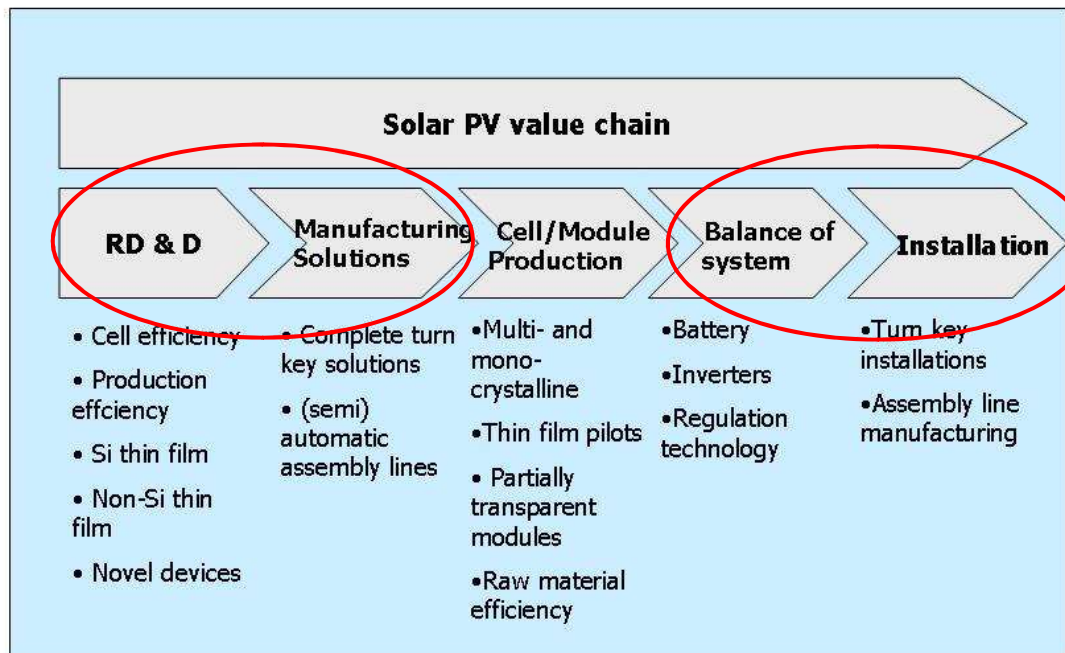 Solar PV value chain
RD & D
Manufacturing
Solutions
Cell/Module
Production
Balance of
system
Installation
• Cell efficiency
• Production
effciency
• Si thin film
• Non-Si thin
film
• Novel devices
• Complete turn
key solutions
• (semi)
automatic
assembly lines
•Multi- and
mono-
crystalline
•Thin film pilots
• Partially
transparent
modules
•Raw material
efficiency
•Battery
•Inverters
•Regulation
technology
•Turn key
installations
•Assembly line
manufacturing